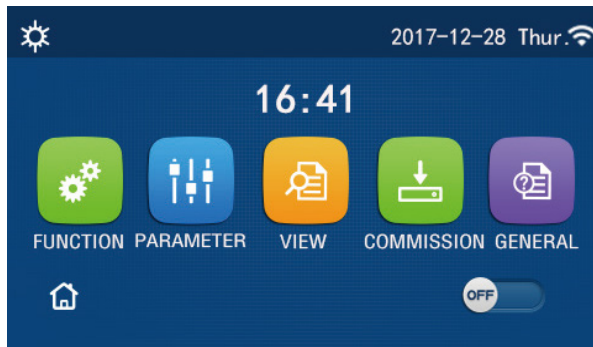 2017-12-28 Thur.
16:41
FUNCTION PARAMETER VIEW COMMISSION GENERAL
OFF